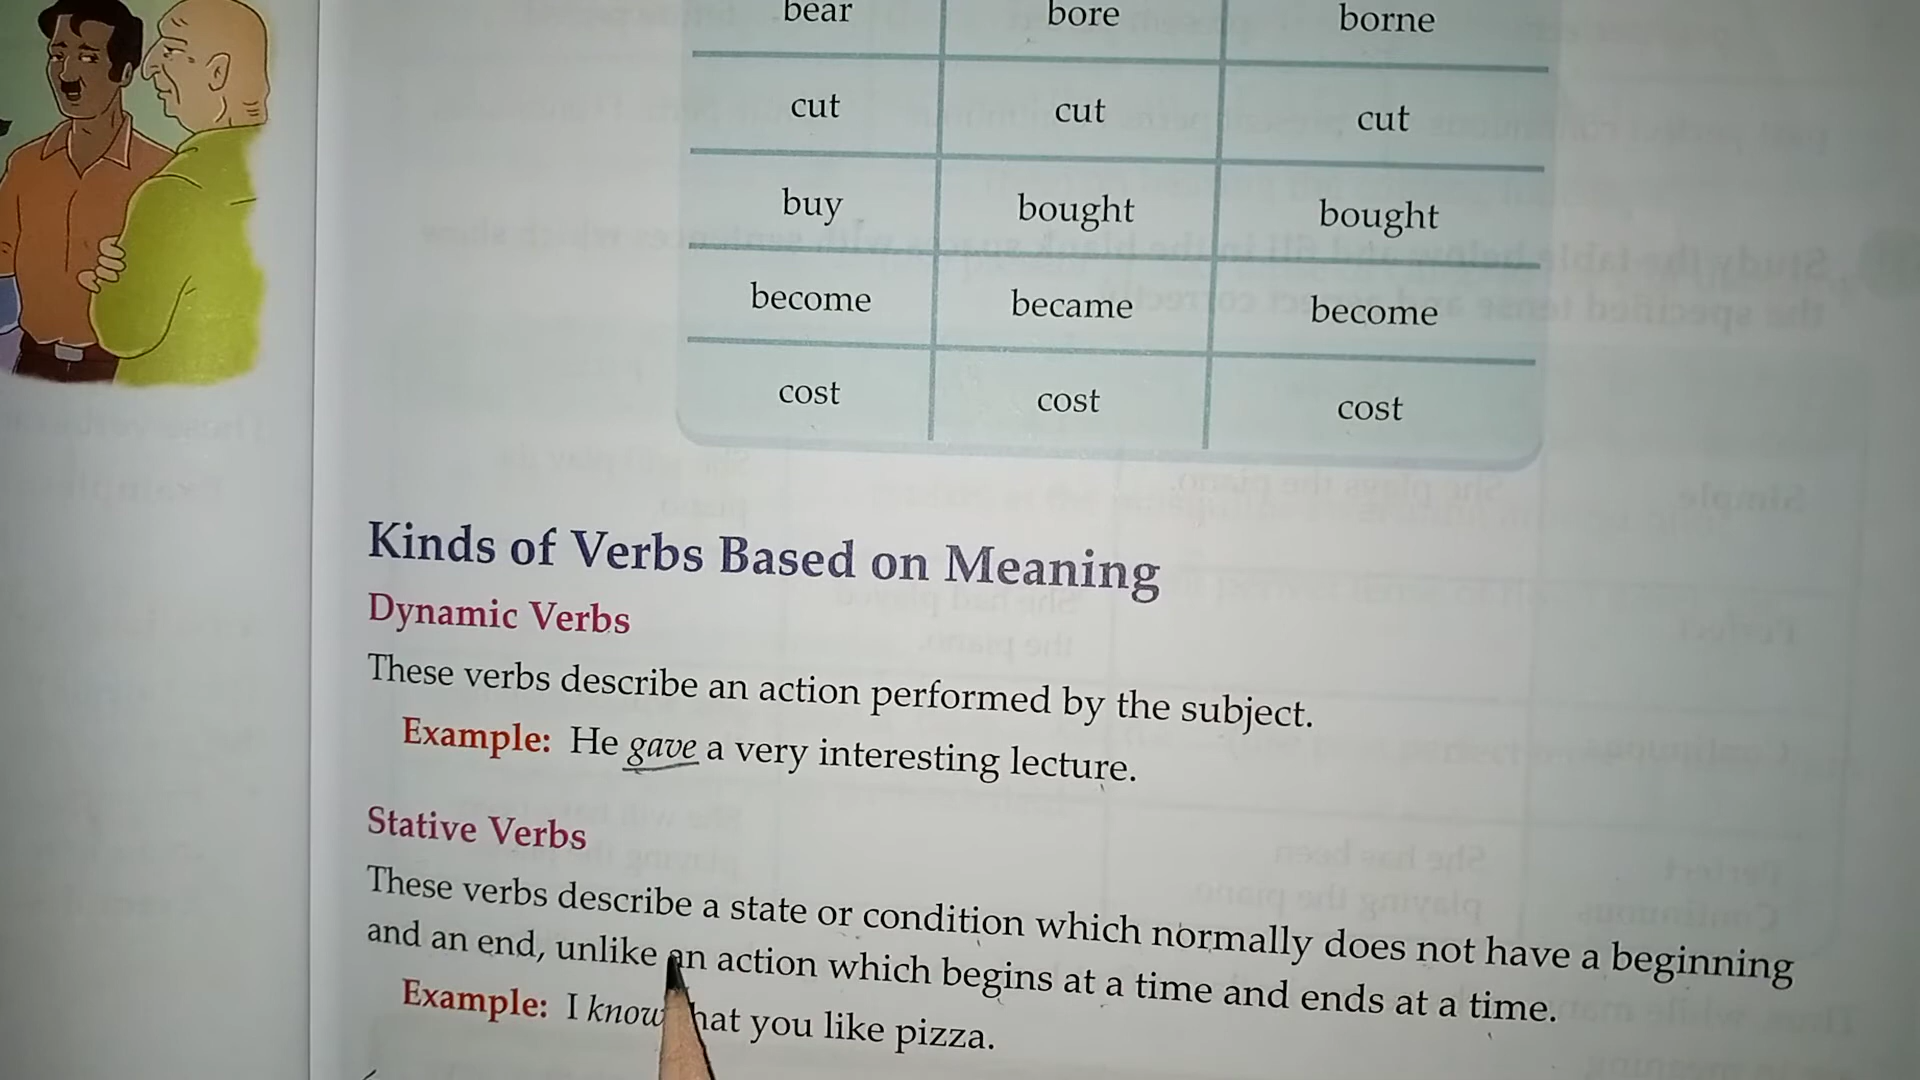 bear bore borne
cut cut cut
buy bought bought
become became become
cost cost cost
Kinds of Verbs Based on Meaning
Dynamic Verbs
These verbs describe an action performed by the subject.
Example: He gave a very interesting lecture.
Stative Verbs
These verbs describe a state or condition which normally does not have a beginning
and an end, unlike an action which begins at a time and ends at a time.
Example: I know that you like pizza.